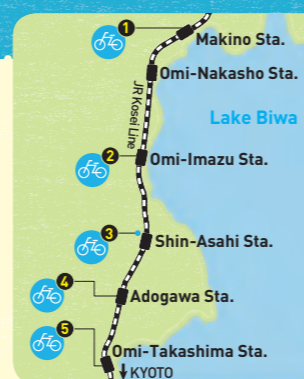 1
Makino Sta.
Omi-Nakasho Sta.
JR Kosei Line
Lake Biwa
2
Omi-Imazu Sta.
3
Shin-Asahi Sta.
4
Adogawa Sta.
5
Omi-Takashima Sta.
↓ KYOTO